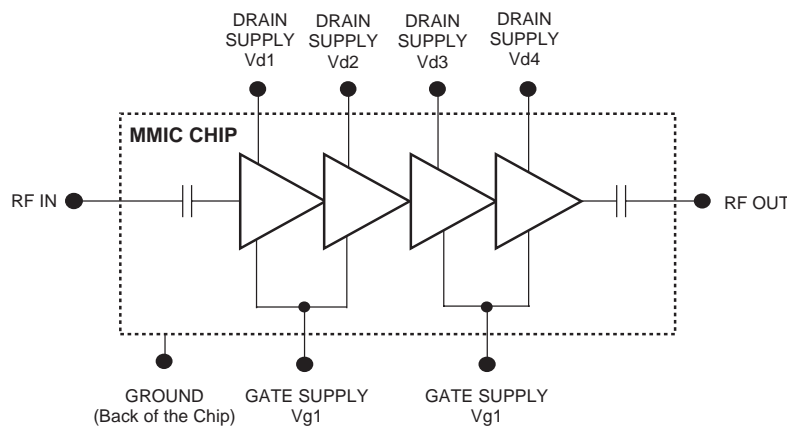 DRAIN
SUPPLY
Vd1
DRAIN
SUPPLY
Vd2
DRAIN
SUPPLY
Vd3
DRAIN
SUPPLY
Vd4
MMIC CHIP
RF IN
RF OUT
GROUND
(Back of the Chip)
GATE SUPPLY
Vg1
GATE SUPPLY
Vg1